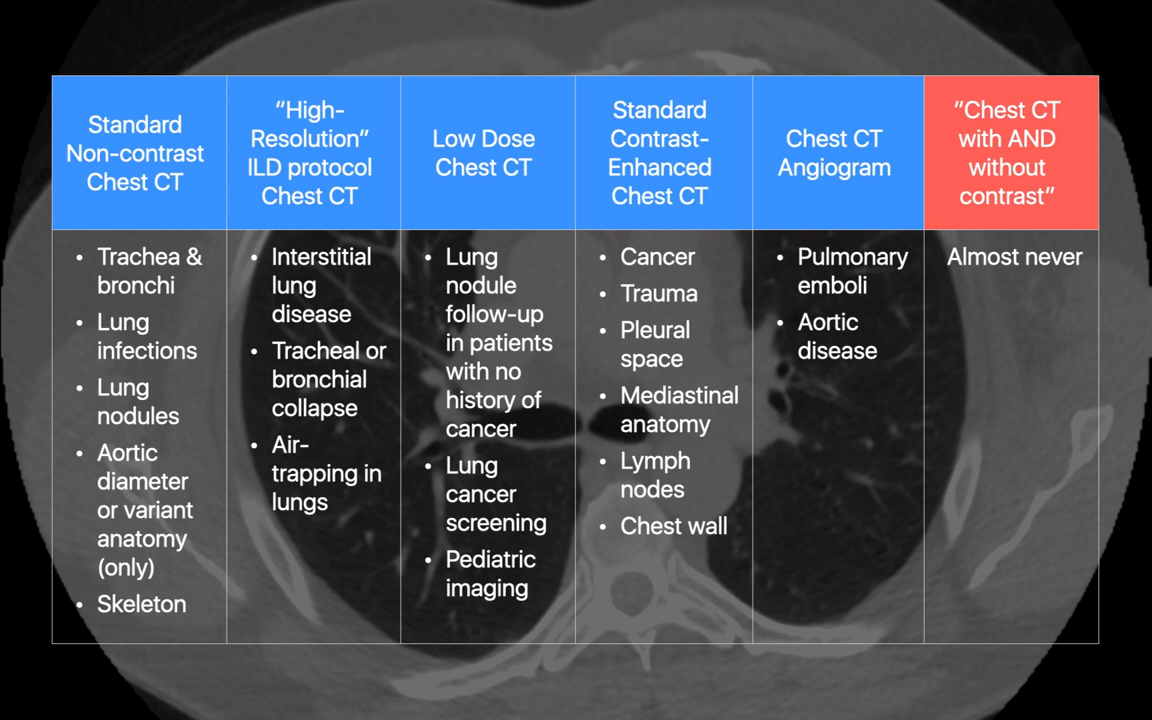 Standard
Non-contrast
Chest CT
“High-
Resolution”
ILD protocol
Chest CT
Low Dose
Chest CT
Standard
Contrast-
Enhanced
Chest CT
Chest CT
Angiogram
“Chest CT
with AND
without
contrast”
• Trachea &
bronchi
• Lung
infections
• Lung
nodules
• Aortic
diameter
or variant
anatomy
(only)
• Skeleton
• Interstitial
lung
disease
• Tracheal or
bronchial
collapse
• Air-
trapping in
lungs
• Lung
nodule
follow-up
in patients
with no
history of
cancer
• Lung
cancer
screening
• Pediatric
imaging
• Cancer
• Trauma
• Pleural
space
• Mediastinal
anatomy
• Lymph
nodes
• Chest wall
• Pulmonary
emboli
• Aortic
disease
Almost never